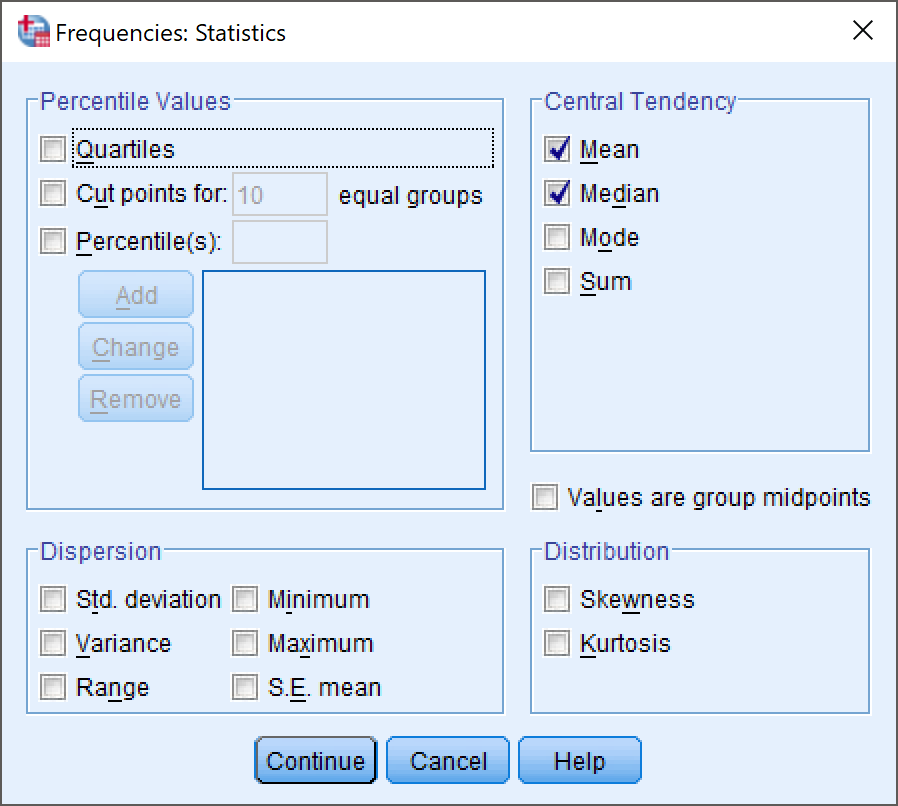 Frequencies: Statistics
Percentile Values
Quartiles
Cut points for: 10 equal groups
Percentile(s):
Add
Change
Remove
Central Tendency
Mean
Median
Mode
Sum
Values are group midpoints
Dispersion
Std. deviation Minimum
Variance Maximum
Range S.E. mean
Distribution
Skewness
Kurtosis
Continue Cancel Help